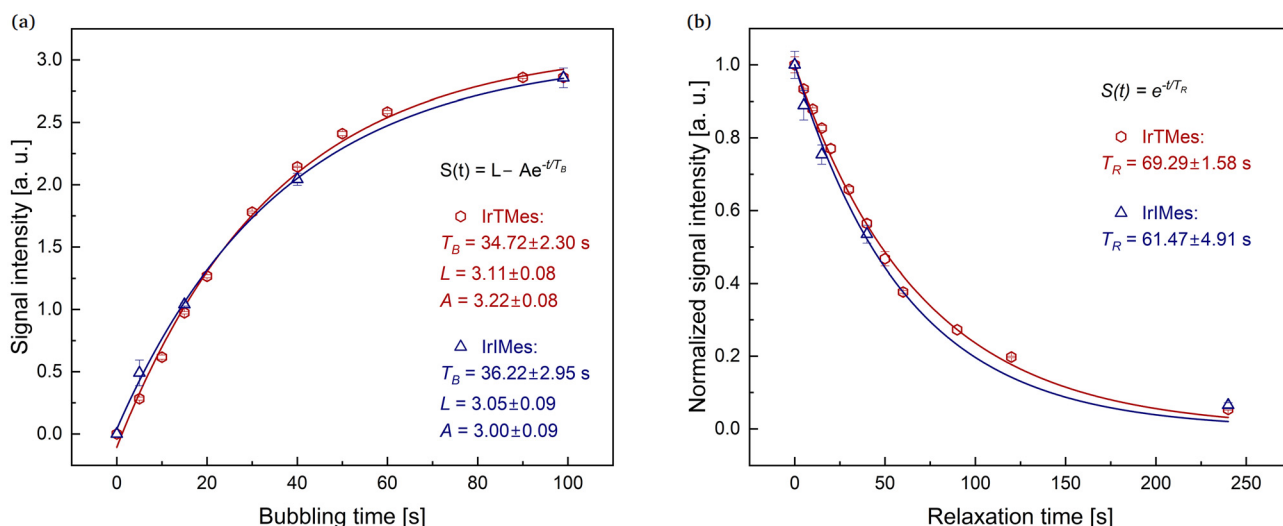 (a)
Signal intensity [a. u.]
3.0
2.5
2.0
1.5
1.0
0.5
0.0
S(t) = L− Ae^{-t/T_B}
IrTMes:
T_B = 34.72±2.30 s
L = 3.11±0.08
A = 3.22±0.08
IrIMes:
T_B = 36.22±2.95 s
L = 3.05±0.09
A = 3.00±0.09
0 20 40 60 80 100
Bubbling time [s]
(b)
Normalized signal intensity [a. u.]
1.0
0.8
0.6
0.4
0.2
0.0
S(t) = e^{-t/T_R}
IrTMes:
T_R = 69.29±1.58 s
IrIMes:
T_R = 61.47±4.91 s
0 50 100 150 200 250
Relaxation time [s]